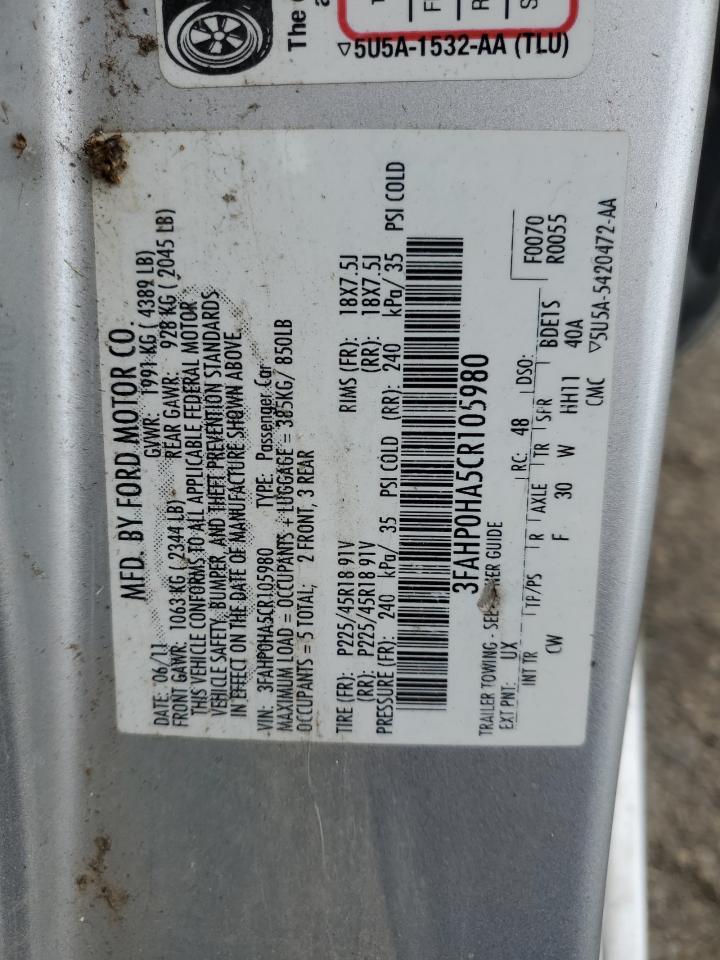 The
▽5U5A-1532-AA (TLU)
MFD. BY FORD MOTOR CO.
DATE: 06/11 GVWR: 1991 KG ( 4389 LB)
FRONT GAWR: 1063 KG ( 2344 LB) REAR GAWR: 928 KG ( 2045 LB)
THIS VEHICLE CONFORMS TO ALL APPLICABLE FEDERAL MOTOR
VEHICLE SAFETY, BUMPER, AND THEFT PREVENTION STANDARDS
IN EFFECT ON THE DATE OF MANUFACTURE SHOWN ABOVE.
VIN: 3FAHP0HA5CR105980 TYPE: Passenger Car
MAXIMUM LOAD = OCCUPANTS + LUGGAGE = 385KG/ 850LB
OCCUPANTS = 5 TOTAL; 2 FRONT, 3 REAR
TIRE (FR): P225/45R18 91V RIMS (FR): 18X7.5J
(RR): P225/45R18 91V (RR): 18X7.5J
PRESSURE (FR): 240 kPa/ 35 PSI COLD (RR): 240 kPa/ 35 PSI COLD
3FAHP0HA5CR105980
TRAILER TOWING - SEE OWNER GUIDE
F0070
EXT PNT: UX RC: 48 DSO: R0055
INT TR TP/PS R AXLE TR SPR BDE1S
CW F 30 W HH11 40A
CMC ▽5U5A-5420472-AA